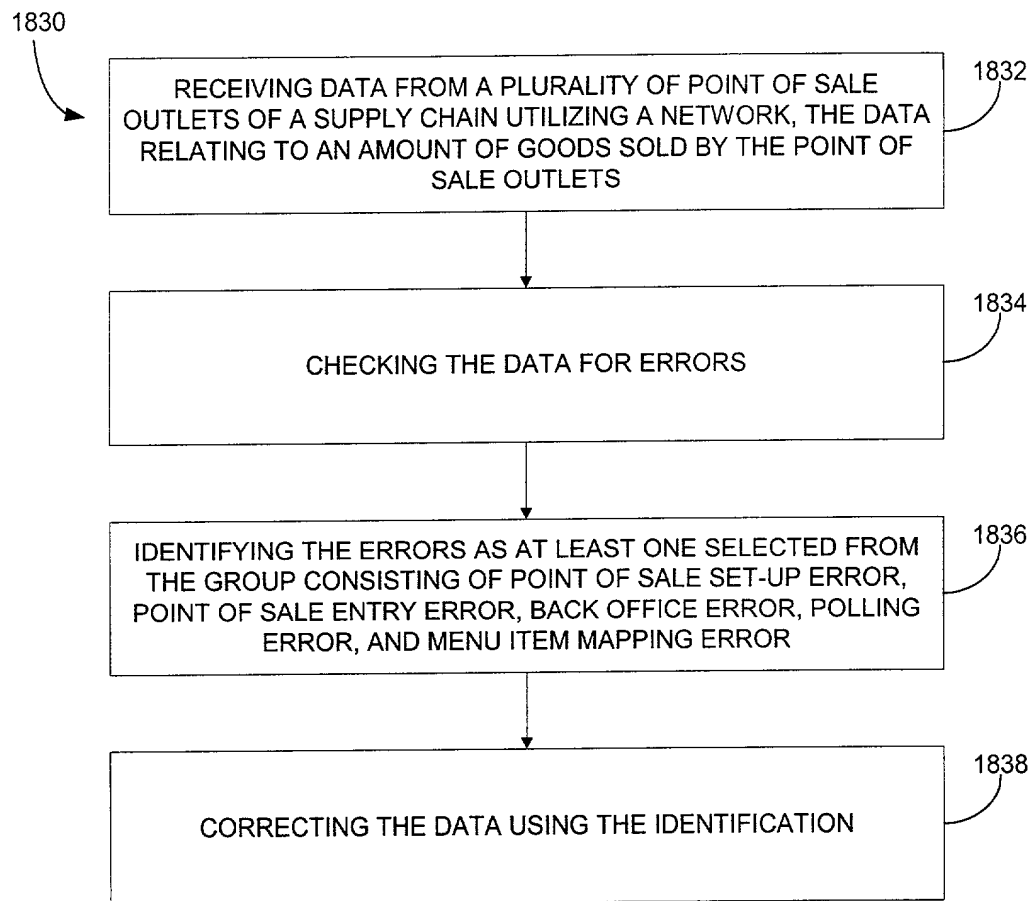 1830
RECEIVING DATA FROM A PLURALITY OF POINT OF SALE
OUTLETS OF A SUPPLY CHAIN UTILIZING A NETWORK, THE DATA
RELATING TO AN AMOUNT OF GOODS SOLD BY THE POINT OF
SALE OUTLETS
1832
CHECKING THE DATA FOR ERRORS
1834
IDENTIFYING THE ERRORS AS AT LEAST ONE SELECTED FROM
THE GROUP CONSISTING OF POINT OF SALE SET-UP ERROR,
POINT OF SALE ENTRY ERROR, BACK OFFICE ERROR, POLLING
ERROR, AND MENU ITEM MAPPING ERROR
1836
CORRECTING THE DATA USING THE IDENTIFICATION
1838